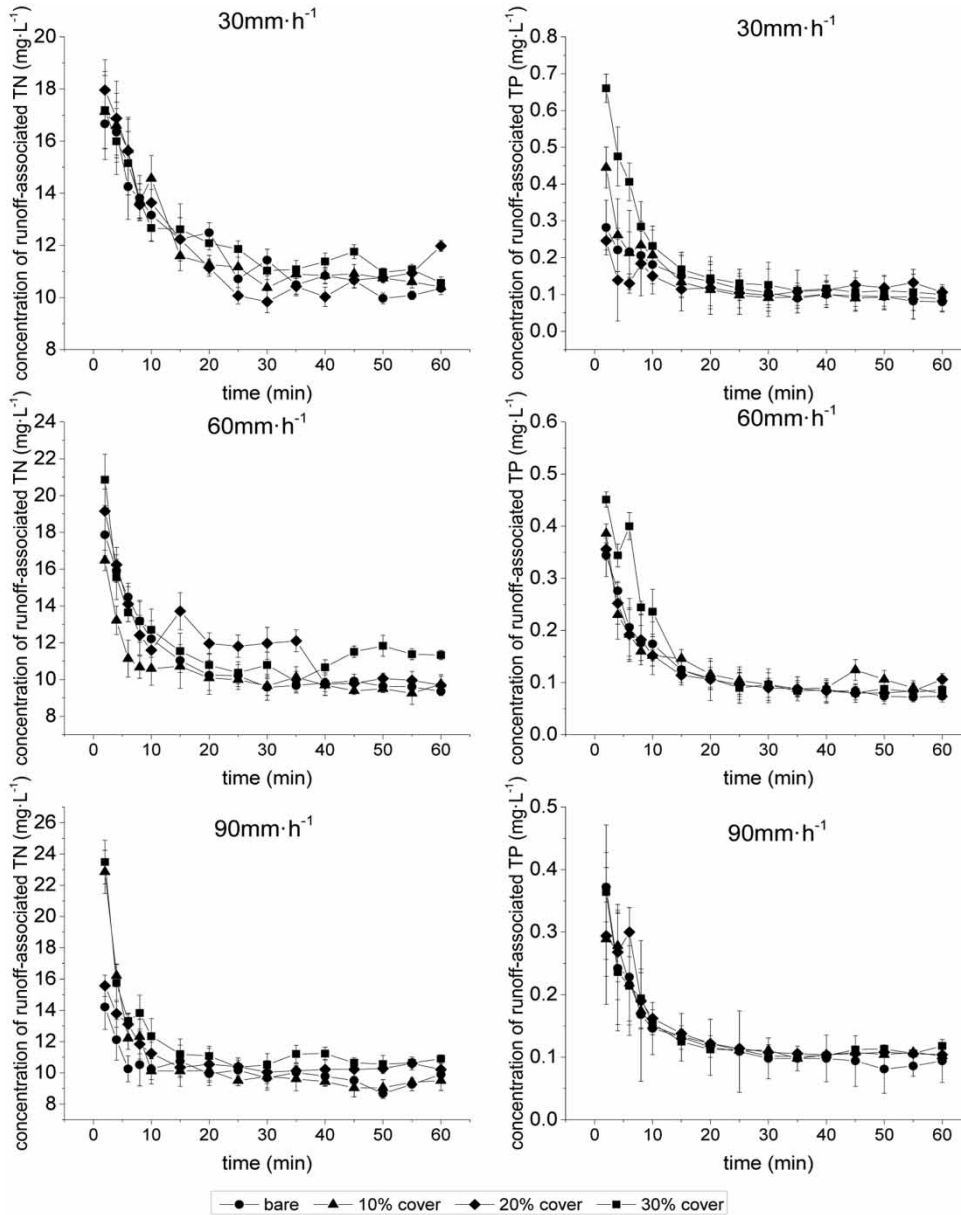 30mm·h⁻¹
concentration of runoff-associated TN (mg·L⁻¹)
20
18
16
14
12
10
8
0 10 20 30 40 50 60
time (min)
30mm·h⁻¹
concentration of runoff-associated TP (mg·L⁻¹)
0.8
0.7
0.6
0.5
0.4
0.3
0.2
0.1
0.0
0 10 20 30 40 50 60
time (min)
60mm·h⁻¹
concentration of runoff-associated TN (mg·L⁻¹)
24
22
20
18
16
14
12
10
8
0 10 20 30 40 50 60
time (min)
60mm·h⁻¹
concentration of runoff-associated TP (mg·L⁻¹)
0.6
0.5
0.4
0.3
0.2
0.1
0.0
0 10 20 30 40 50 60
time (min)
90mm·h⁻¹
concentration of runoff-associated TN (mg·L⁻¹)
26
24
22
20
18
16
14
12
10
8
0 10 20 30 40 50 60
time (min)
90mm·h⁻¹
concentration of runoff-associated TP (mg·L⁻¹)
0.5
0.4
0.3
0.2
0.1
0.0
0 10 20 30 40 50 60
time (min)
bare 10% cover 20% cover 30% cover